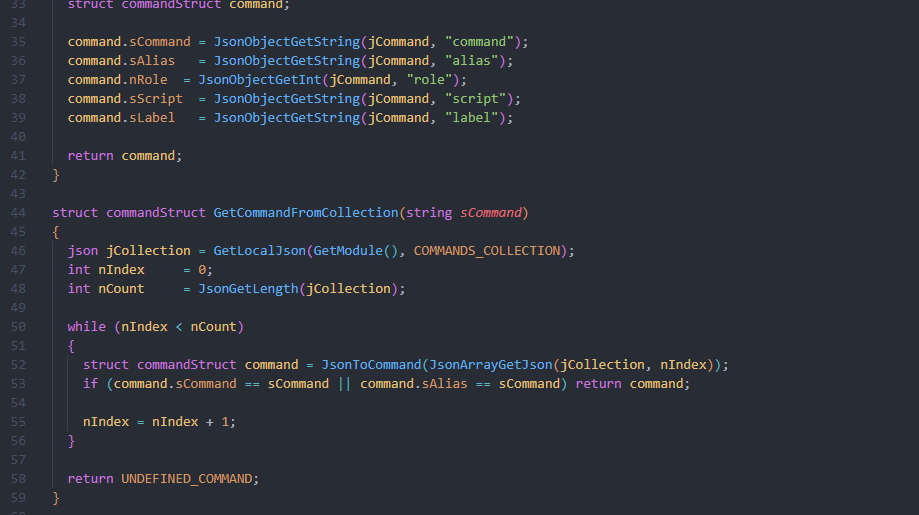 33 struct commandStruct command;
34
35 command.sCommand = JsonObjectGetString(jCommand, "command");
36 command.sAlias   = JsonObjectGetString(jCommand, "alias");
37 command.nRole  = JsonObjectGetInt(jCommand, "role");
38 command.sScript  = JsonObjectGetString(jCommand, "script");
39 command.sLabel   = JsonObjectGetString(jCommand, "label");
40
41 return command;
42 }
43
44 struct commandStruct GetCommandFromCollection(string sCommand)
45 {
46 json jCollection = GetLocalJson(GetModule(), COMMANDS_COLLECTION);
47 int nIndex     = 0;
48 int nCount     = JsonGetLength(jCollection);
49
50 while (nIndex < nCount)
51 {
52 struct commandStruct command = JsonToCommand(JsonArrayGetJson(jCollection, nIndex));
53 if (command.sCommand == sCommand || command.sAlias == sCommand) return command;
54
55 nIndex = nIndex + 1;
56 }
57
58 return UNDEFINED_COMMAND;
59 }